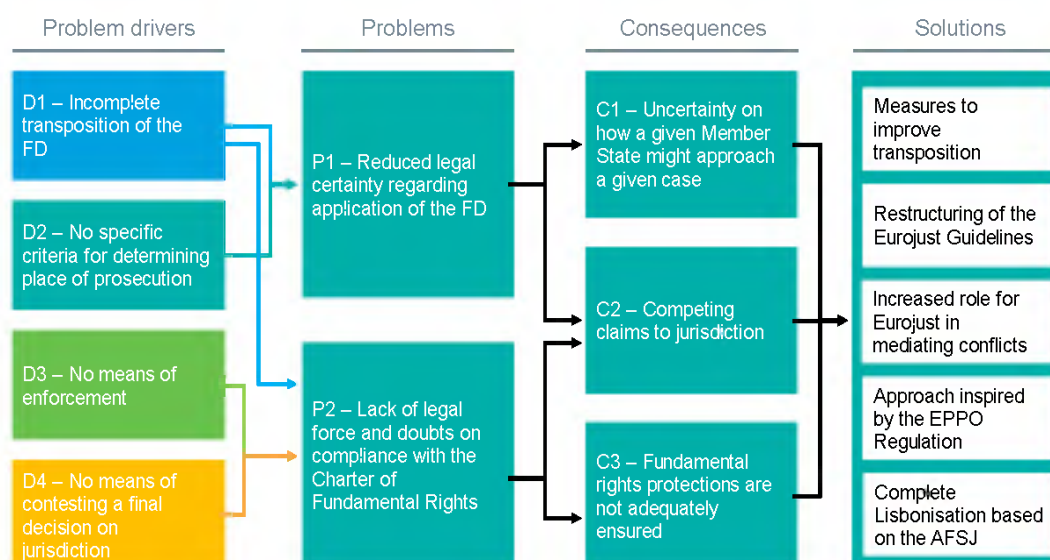 Problem drivers
Problems
Consequences
Solutions
D1 – Incomplete
transposition of the
FD
D2 – No specific
criteria for determining
place of prosecution
D3 – No means of
enforcement
D4 – No means of
contesting a final
decision on
jurisdiction
P1 – Reduced legal
certainty regarding
application of the FD
P2 – Lack of legal
force and doubts on
compliance with the
Charter of
Fundamental Rights
C1 – Uncertainty on
how a given Member
State might approach
a given case
C2 – Competing
claims to jurisdiction
C3 – Fundamental
rights protections are
not adequately
ensured
Measures to
improve
transposition
Restructuring of the
Eurojust Guidelines
Increased role for
Eurojust in
mediating conflicts
Approach inspired
by the EPPO
Regulation
Complete
Lisbonisation based
on the AFSJ